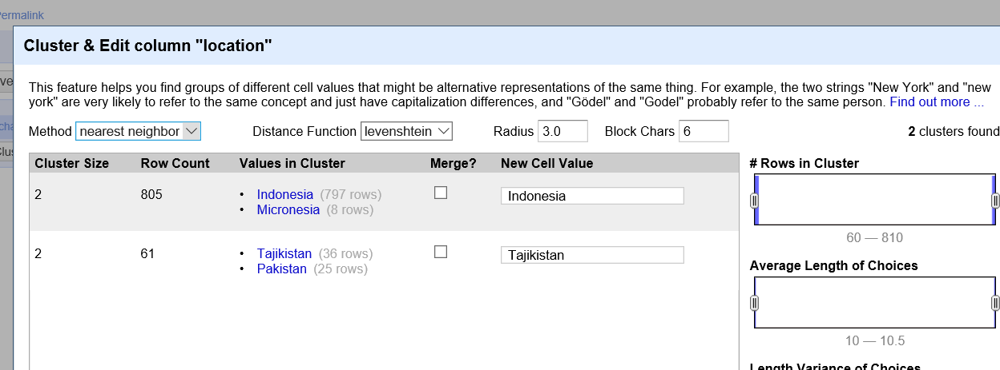 ermalink
Cluster & Edit column "location"
This feature helps you find groups of different cell values that might be alternative representations of the same thing. For example, the two strings "New York" and "new
york" are very likely to refer to the same concept and just have capitalization differences, and "Gödel" and "Godel" probably refer to the same person. Find out more ...
Method nearest neighbor Distance Function levenshtein Radius 3.0 Block Chars 6 2 clusters found
Cluster Size Row Count Values in Cluster Merge? New Cell Value
2 805 • Indonesia (797 rows) Indonesia
• Micronesia (8 rows)
2 61 • Tajikistan (36 rows) Tajikistan
• Pakistan (25 rows)
# Rows in Cluster
60 — 810
Average Length of Choices
10 — 10.5
Length Variance of Choices